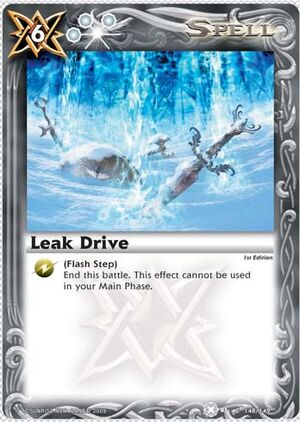 6
SPELL
Leak Drive
1st Edition
(Flash Step)
End this battle. This effect cannot be used
in your Main Phase.
148/149